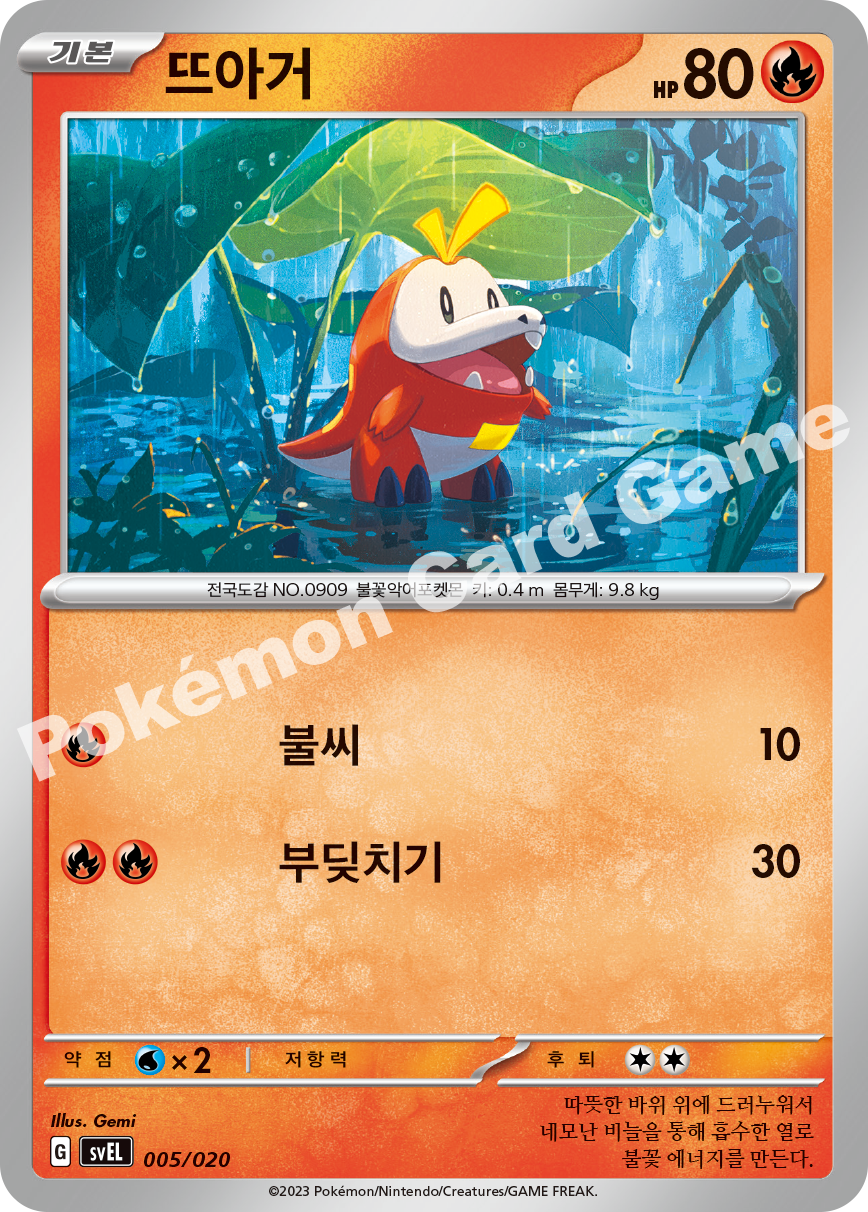 기본 뜨아거 HP 80
전국도감 NO.0909 불꽃악어포켓몬 키: 0.4 m 몸무게: 9.8 kg
불씨 10
부딪치기 30
약점 ×2 저항력 후퇴
따뜻한 바위 위에 드러누워서
네모난 비늘을 통해 흡수한 열로
불꽃 에너지를 만든다.
Illus. Gemi
G svEL 005/020
©2023 Pokémon/Nintendo/Creatures/GAME FREAK.
Pokémon Card Game